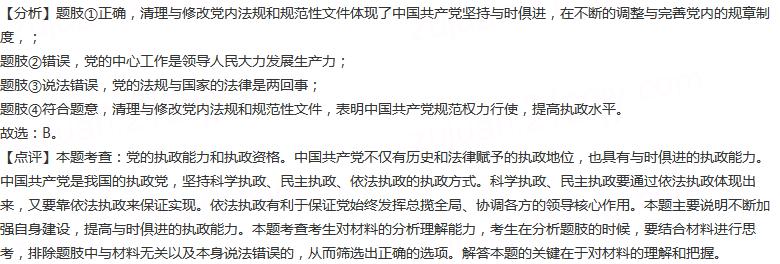 【分析】题肢①正确，清理与修改党内法规和规范性文件体现了中国共产党坚持与时俱进，在不断的调整与完善党内的规章制
度，；
题肢②错误，党的中心工作是领导人民大力发展生产力；
题肢③说法错误，党的法规与国家的法律是两回事；
题肢④符合题意，清理与修改党内法规和规范性文件，表明中国共产党规范权力行使，提高执政水平。
故选：B。
【点评】本题考查：党的执政能力和执政资格。中国共产党不仅有历史和法律赋予的执政地位，也具有与时俱进的执政能力。
中国共产党是我国的执政党，坚持科学执政、民主执政、依法执政的执政方式。科学执政、民主执政要通过依法执政体现出
来，又要靠依法执政来保证实现。依法执政有利于保证党始终发挥总揽全局、协调各方的领导核心作用。本题主要说明不断加
强自身建设，提高与时俱进的执政能力。本题考查考生对材料的分析理解能力，考生在分析题肢的时候，要结合材料进行思
考，排除题肢中与材料无关以及本身说法错误的，从而筛选出正确的选项。解答本题的关键在于对材料的理解和把握。